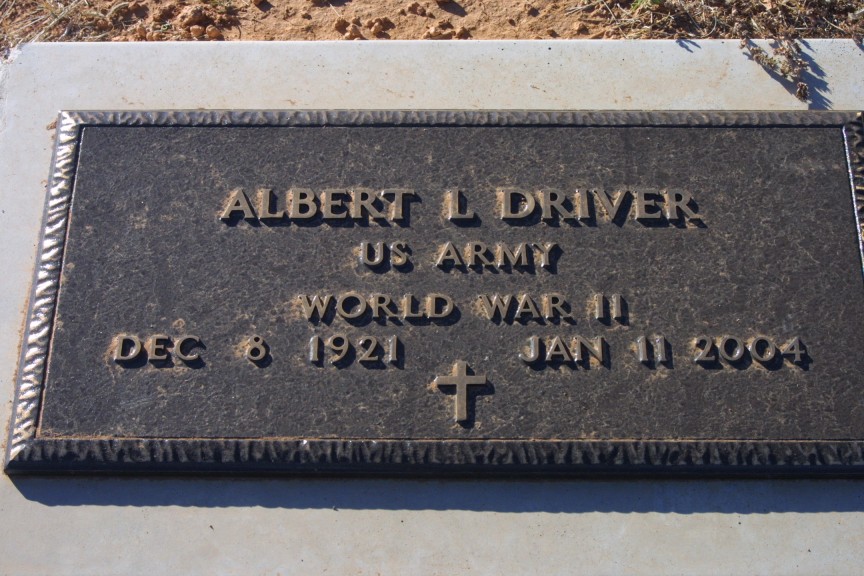 ALBERT L DRIVER
US ARMY
WORLD WAR II
DEC 8 1921 JAN 11 2004